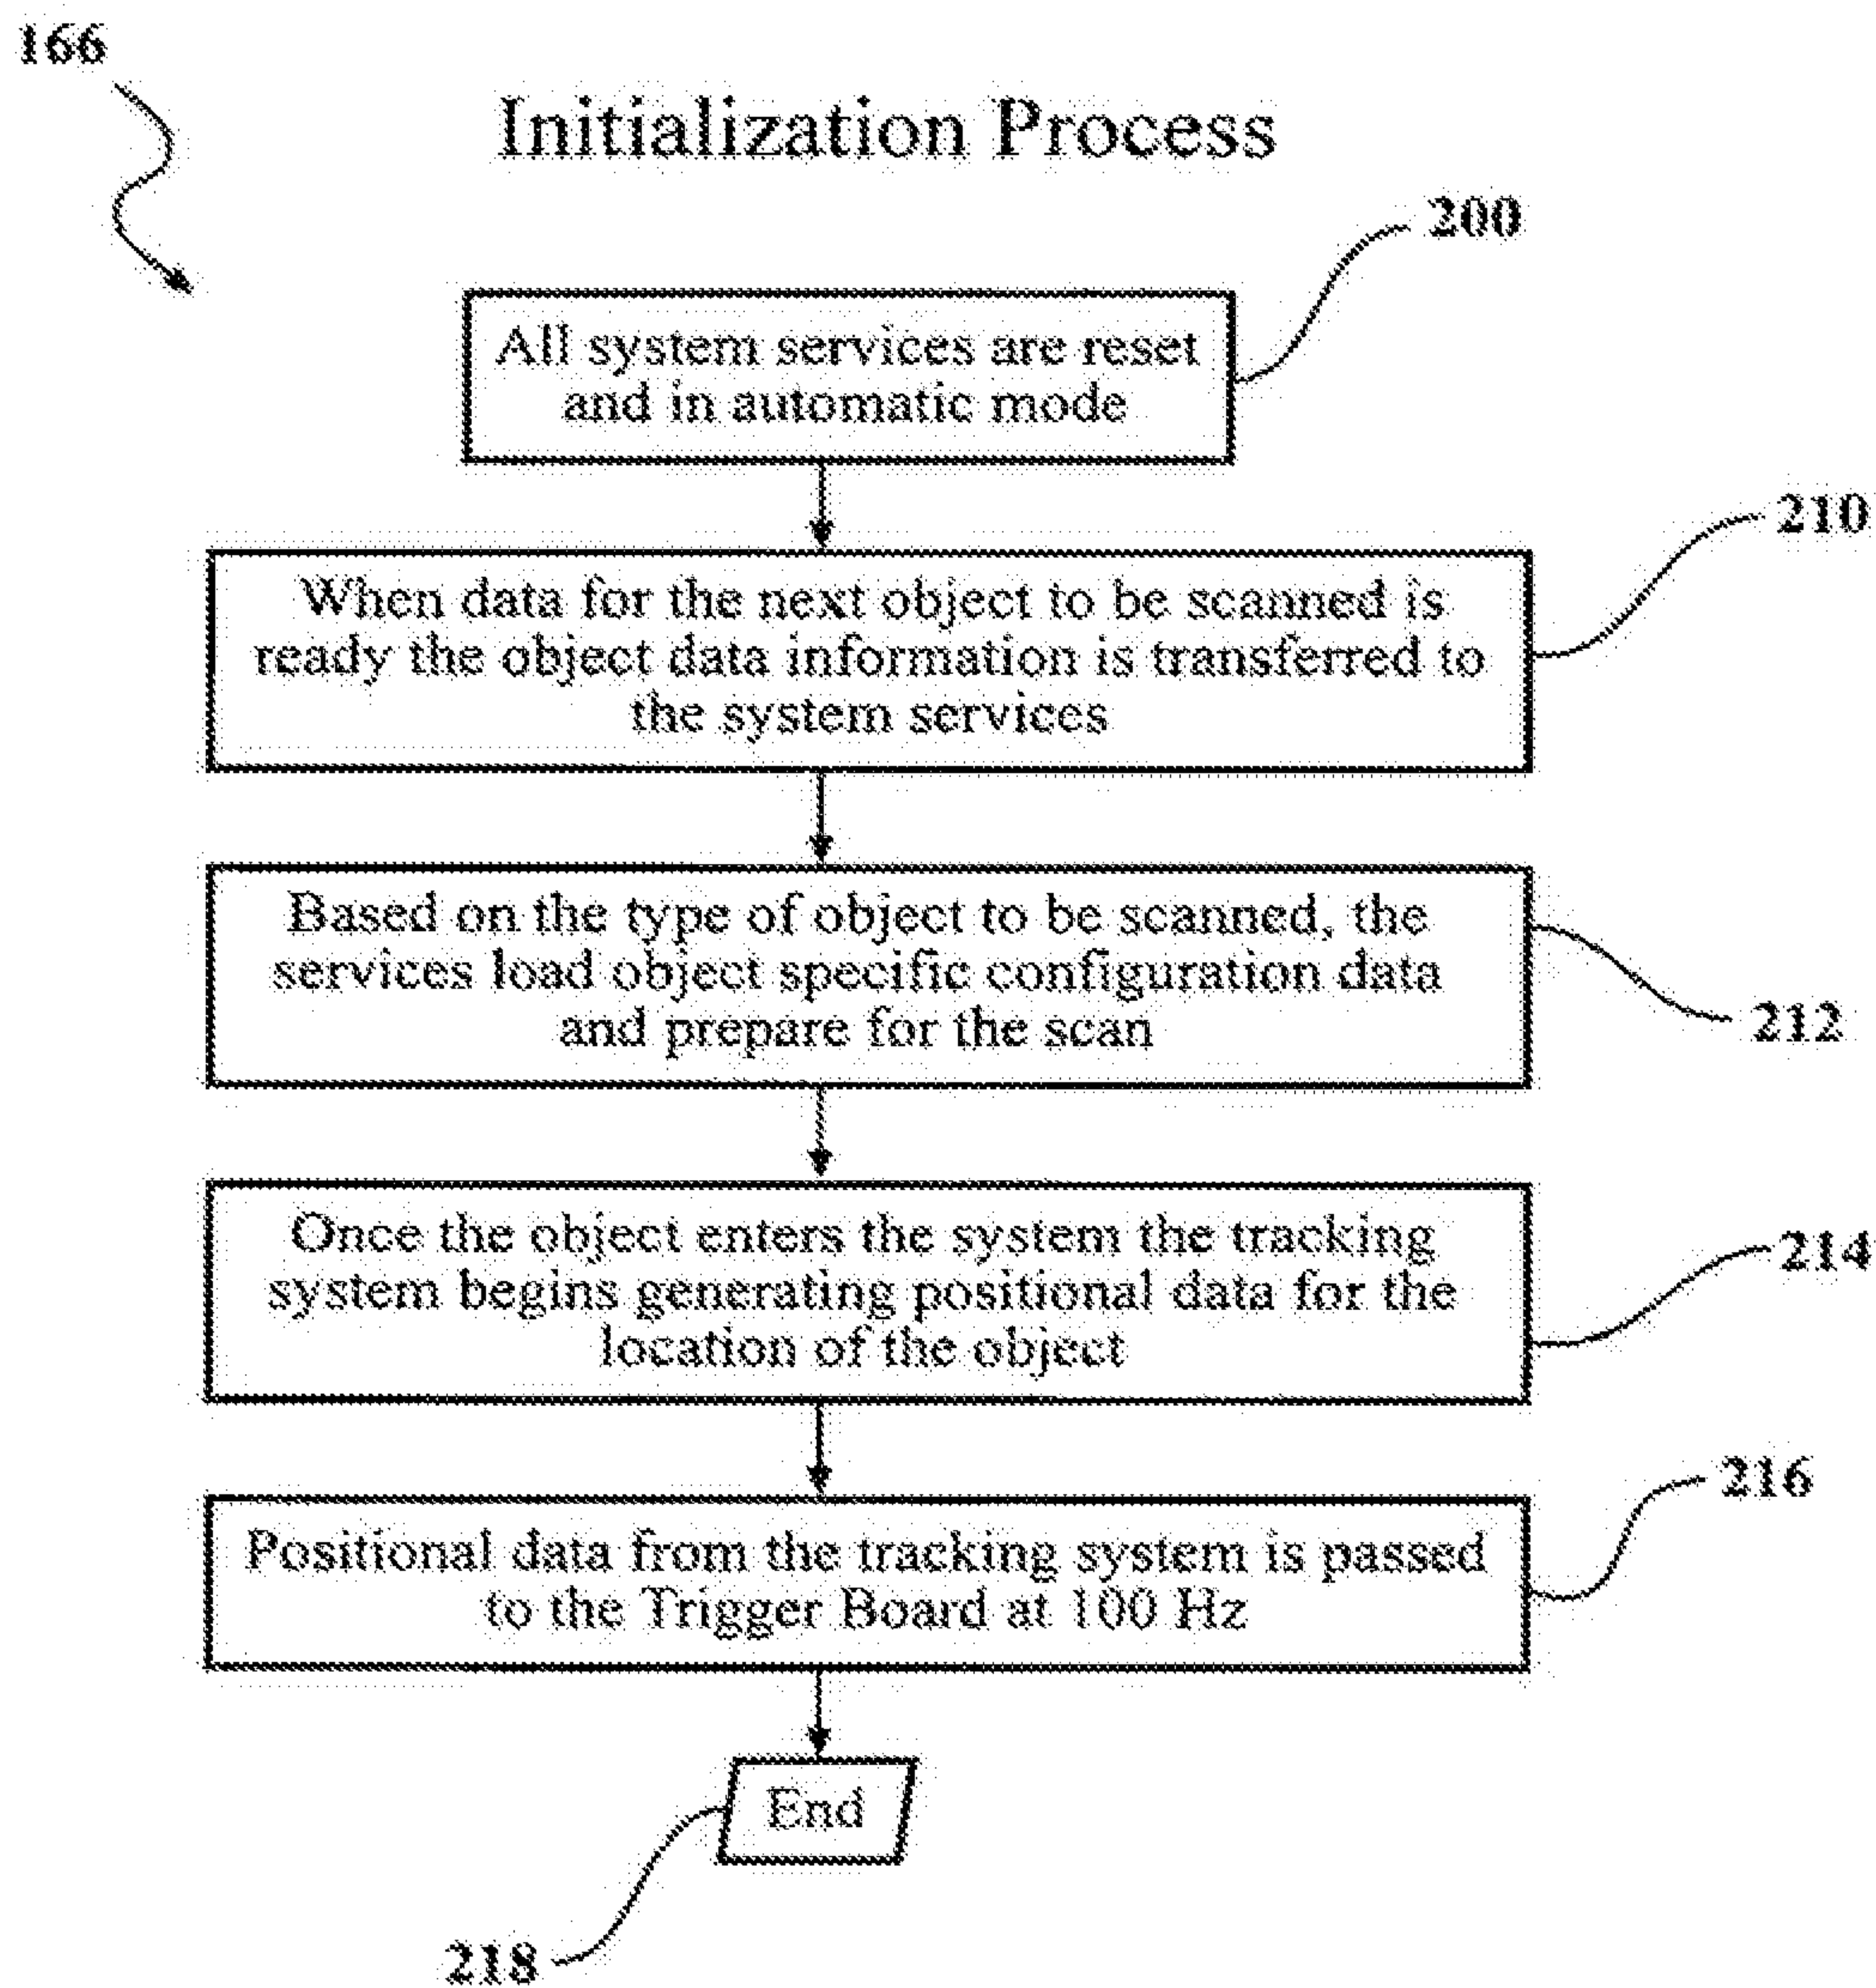 166
Initialization Process
200
All system services are reset
and in automatic mode
210
When data for the next object to be scanned is
ready the object data information is transferred to
the system services
Based on the type of object to be scanned, the
services load object specific configuration data
and prepare for the scan
212
Once the object enters the system the tracking
system begins generating positional data for the
location of the object
214
216
Positional data from the tracking system is passed
to the Trigger Board at 100 Hz
End
218